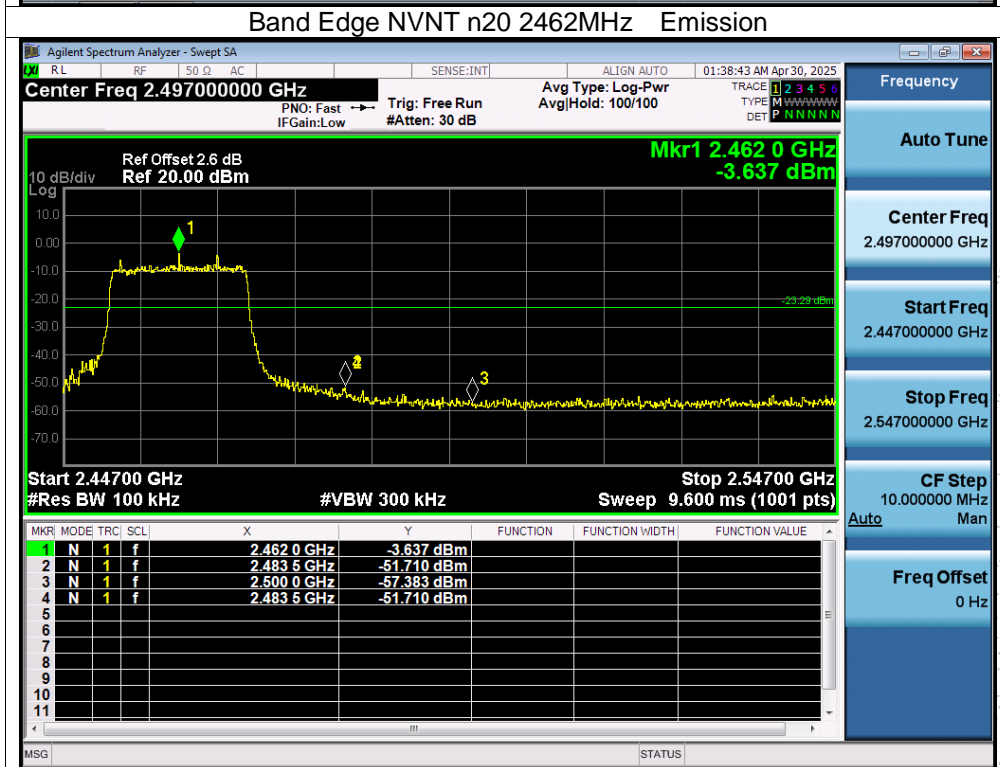 Band Edge NVNT n20 2462MHz Emission
Agilent Spectrum Analyzer - Swept SA
LXI RL RF 50 Ω AC SENSE:INT ALIGN AUTO 01:38:43 AM Apr 30, 2025
Center Freq 2.497000000 GHz
PNO: Fast
IFGain:Low
Trig: Free Run
#Atten: 30 dB
Avg Type: Log-Pwr
Avg|Hold: 100/100
TRACE 1 2 3 4 5 6
TYPE M WWWWW
DET P N N N N N
Ref Offset 2.6 dB
10 dB/div Ref 20.00 dBm
Log
Mkr1 2.462 0 GHz
-3.637 dBm
10.0
0.00
-10.0
-20.0
-30.0
-40.0
-50.0
-60.0
-70.0
1
-23.29 dBm
3
Start 2.44700 GHz Stop 2.54700 GHz
#Res BW 100 kHz #VBW 300 kHz Sweep 9.600 ms (1001 pts)
MKR MODE TRC SCL X Y FUNCTION FUNCTION WIDTH FUNCTION VALUE
1 N 1 f 2.462 0 GHz -3.637 dBm
2 N 1 f 2.483 5 GHz -51.710 dBm
3 N 1 f 2.500 0 GHz -57.383 dBm
4 N 1 f 2.483 5 GHz -51.710 dBm
5
6
7
8
9
10
11
MSG STATUS
Frequency
Auto Tune
Center Freq
2.497000000 GHz
Start Freq
2.447000000 GHz
Stop Freq
2.547000000 GHz
CF Step
10.000000 MHz
Auto Man
Freq Offset
0 Hz